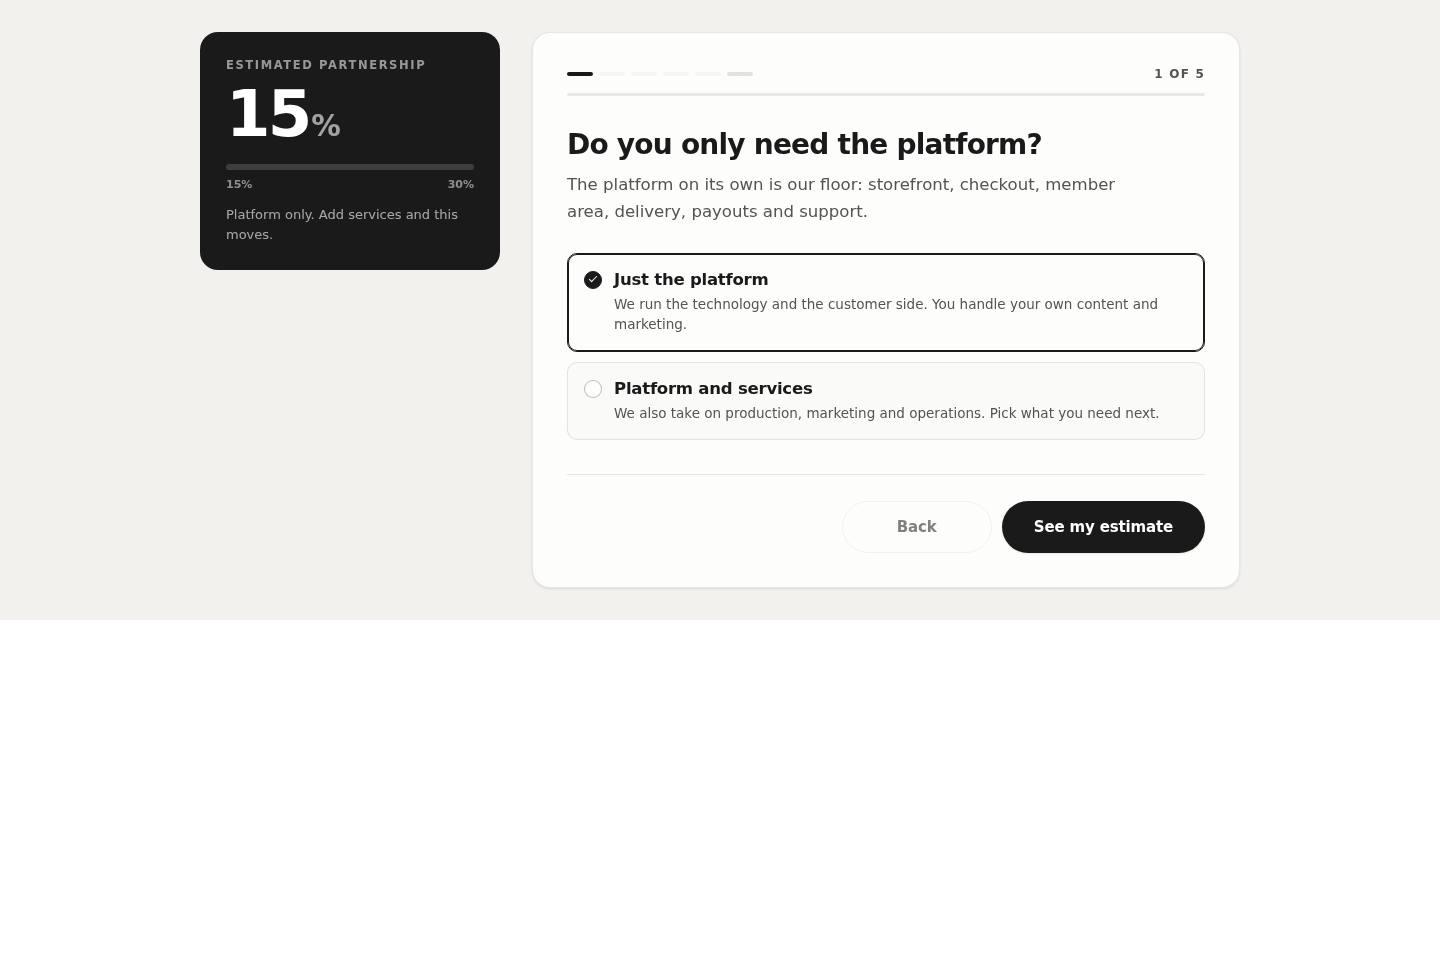 ESTIMATED PARTNERSHIP
15%
15% 30%
Platform only. Add services and this
moves.
1 OF 5
Do you only need the platform?
The platform on its own is our floor: storefront, checkout, member
area, delivery, payouts and support.
Just the platform
We run the technology and the customer side. You handle your own content and
marketing.
Platform and services
We also take on production, marketing and operations. Pick what you need next.
Back
See my estimate